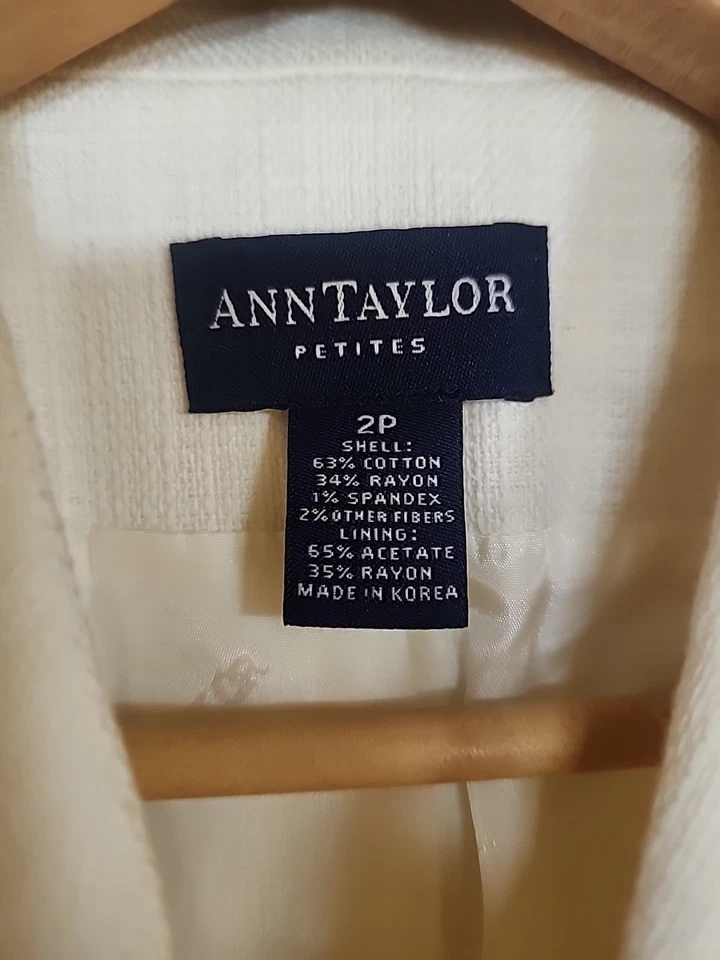 ANNTAYLOR
PETITES
2P
SHELL:
63% COTTON
34% RAYON
1% SPANDEX
2% OTHER FIBERS
LINING:
65% ACETATE
35% RAYON
MADE IN KOREA